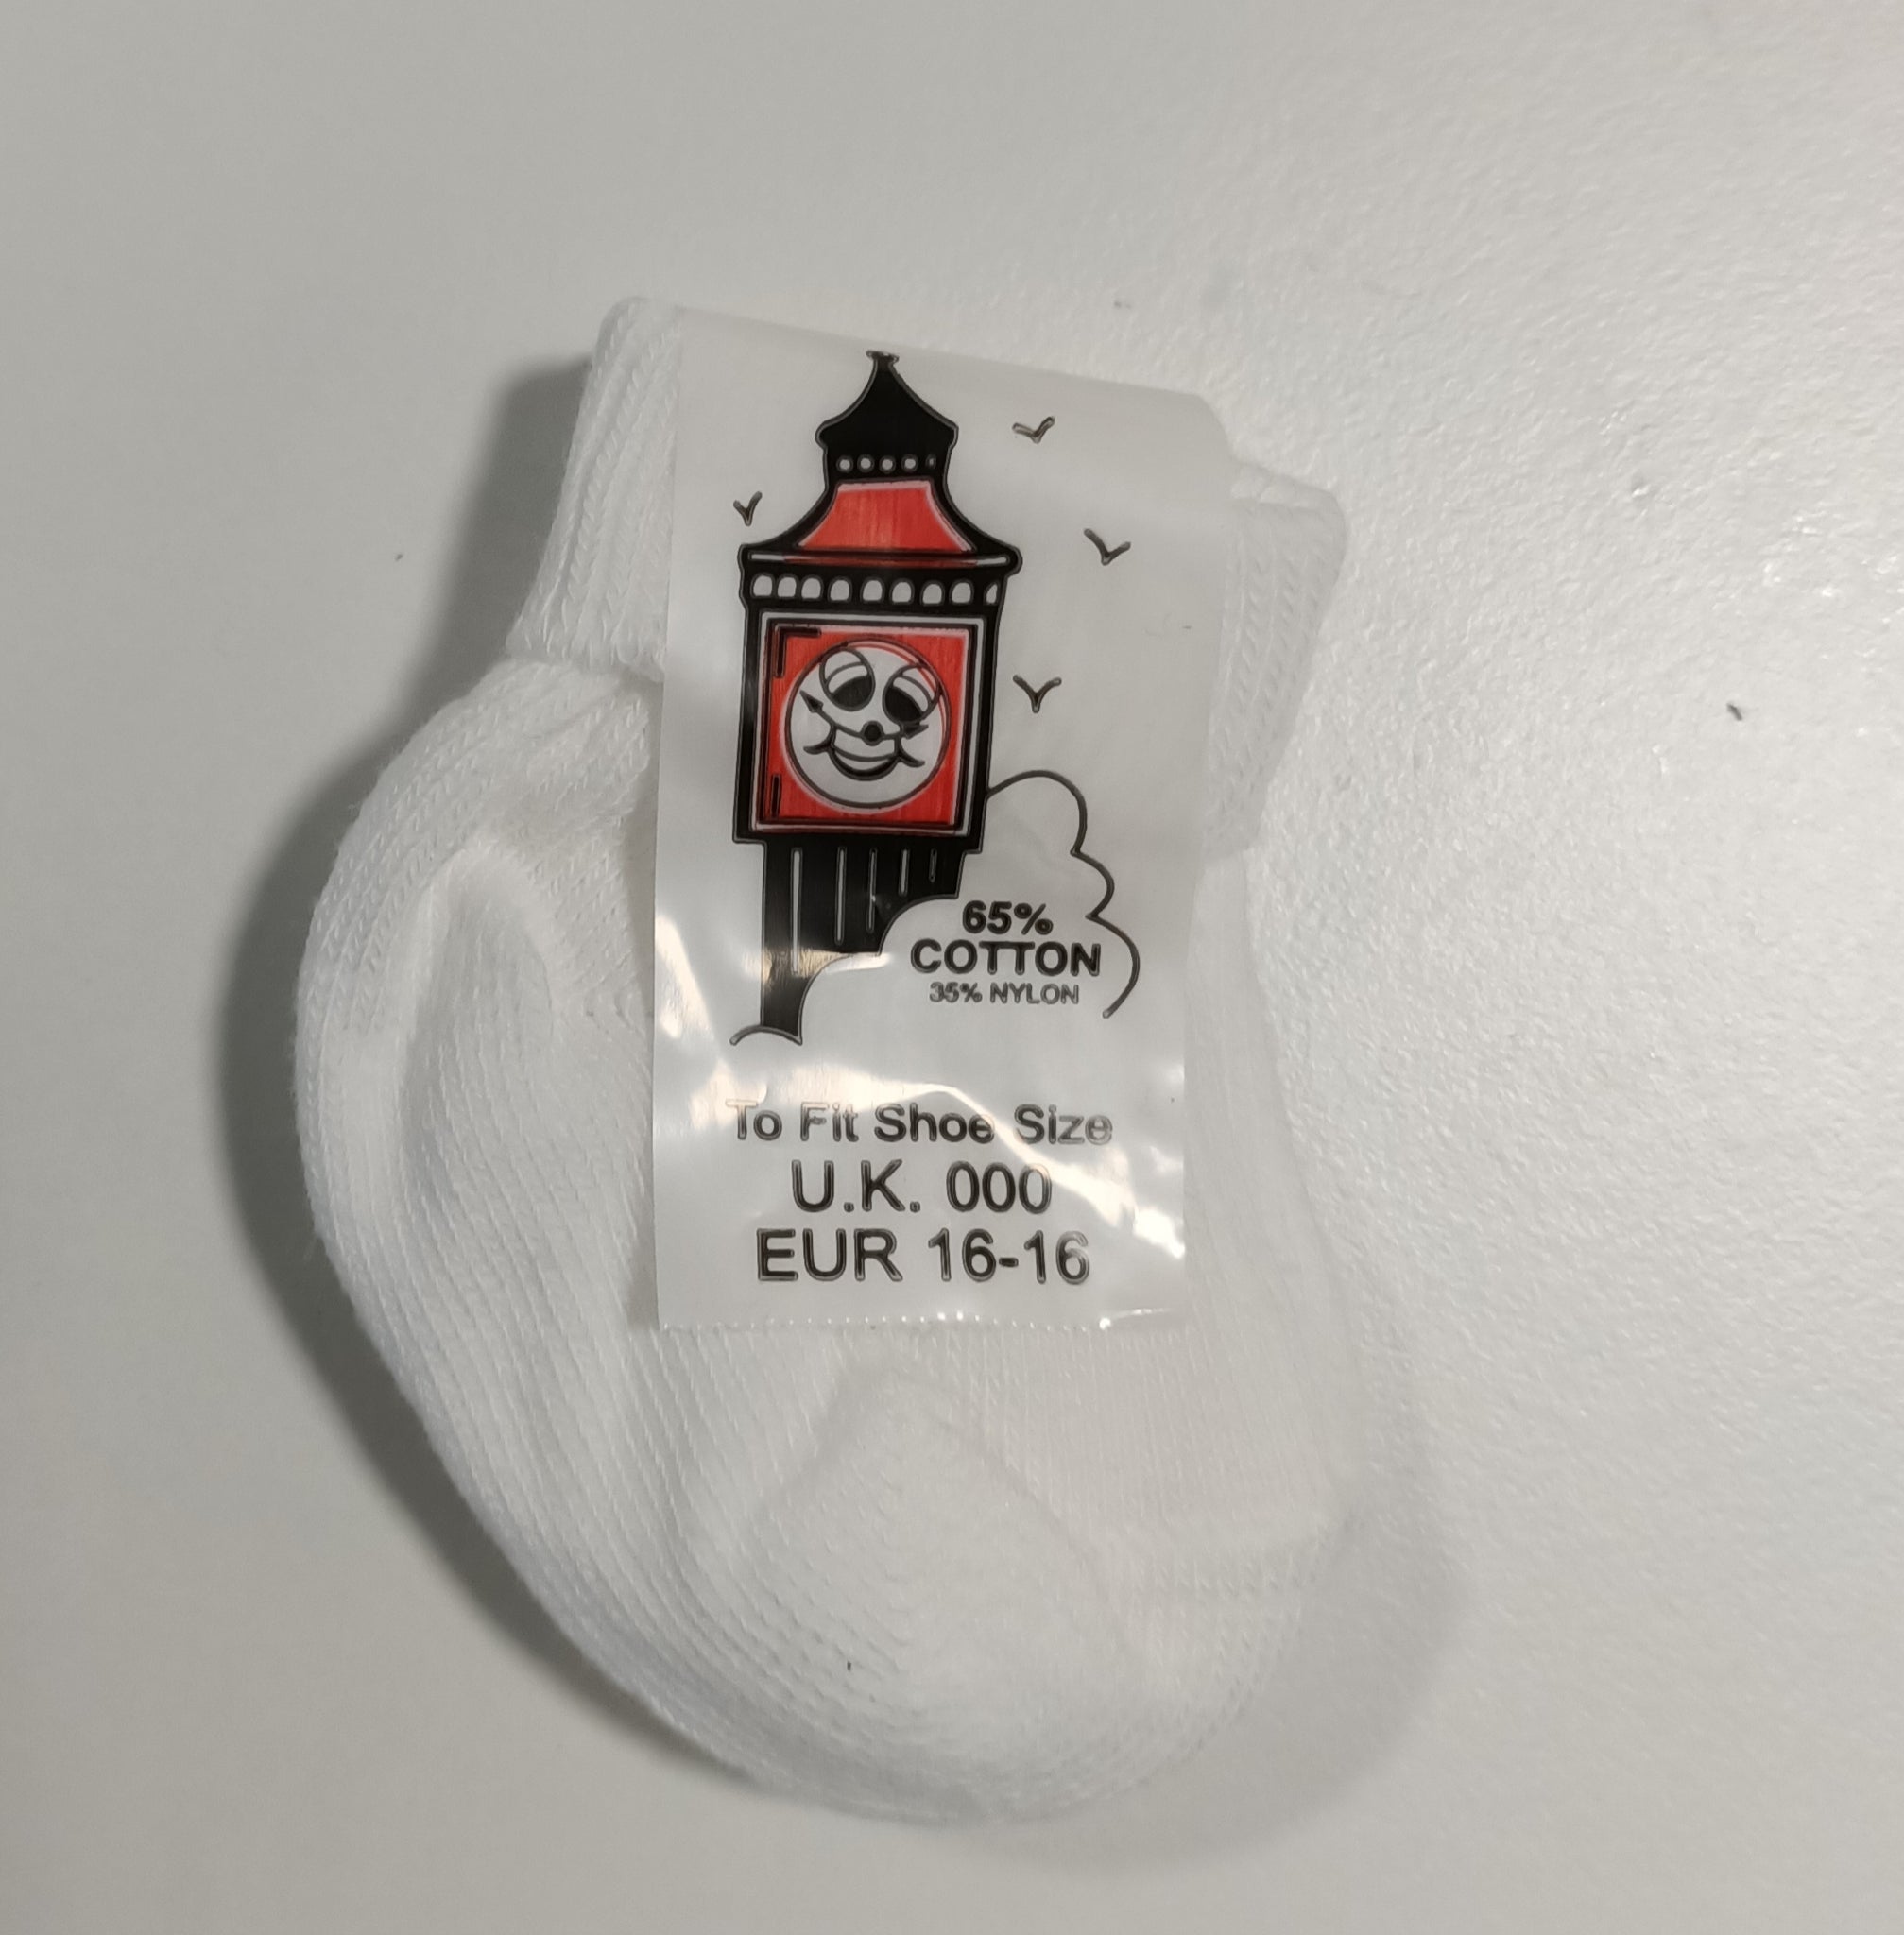 65%
COTTON
35% NYLON
To Fit Shoe Size
U.K. 000
EUR 16-16